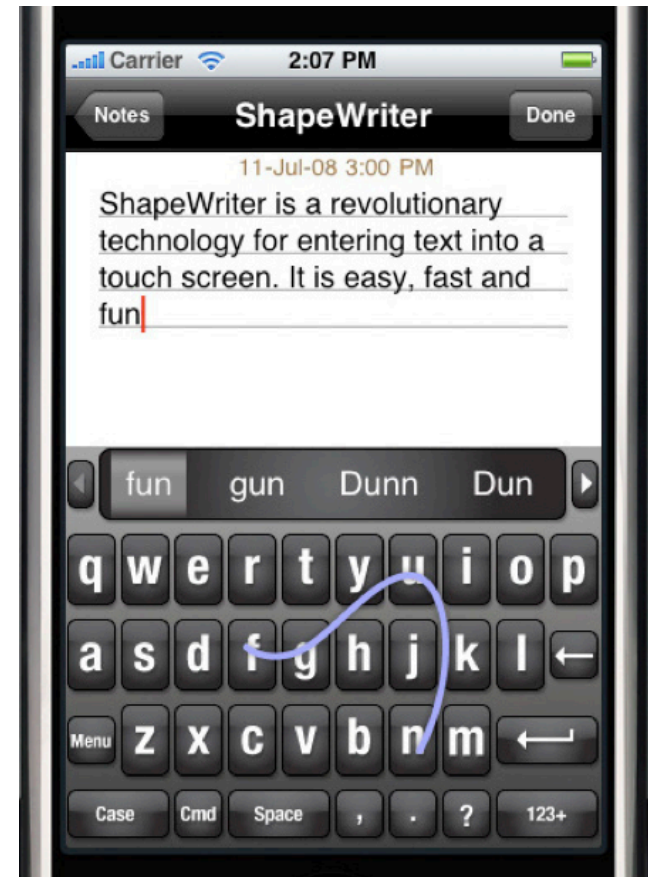 Carrier 2:07 PM
Notes ShapeWriter Done
11-Jul-08 3:00 PM
ShapeWriter is a revolutionary
technology for entering text into a
touch screen. It is easy, fast and
fun
fun gun Dunn Dun
q w e r t y u i o p
a s d f g h j k l ←
Menu z x c v b n m
Case Cmd Space , . ? 123+